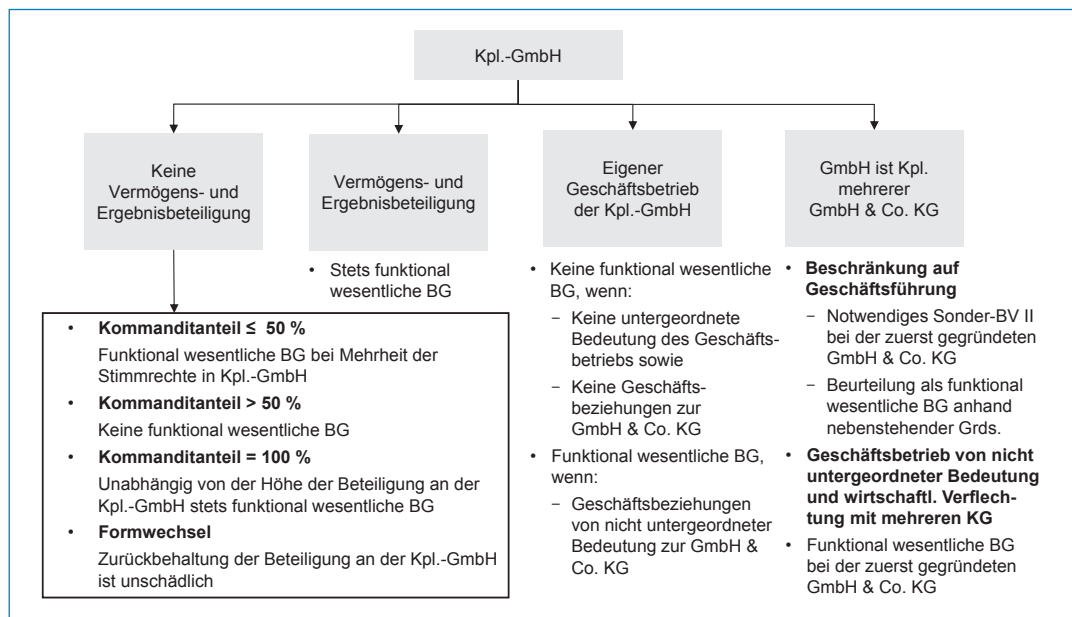 Kpl.-GmbH
Keine
Vermögens- und
Ergebnisbeteiligung
Vermögens- und
Ergebnisbeteiligung
Eigener
Geschäftsbetrieb
der Kpl.-GmbH
GmbH ist Kpl.
mehrerer
GmbH & Co. KG
• Kommanditanteil ≤ 50 %
Funktional wesentliche BG bei Mehrheit der
Stimmrechte in Kpl.-GmbH
• Kommanditanteil > 50 %
Keine funktional wesentliche BG
• Kommanditanteil = 100 %
Unabhängig von der Höhe der Beteiligung an der
Kpl.-GmbH stets funktional wesentliche BG
• Formwechsel
Zurückbehaltung der Beteiligung an der Kpl.-GmbH
ist unschädlich
• Stets funktional
wesentliche BG
• Keine funktional wesentliche
BG, wenn:
− Keine untergeordnete
Bedeutung des Geschäfts-
betriebs sowie
− Keine Geschäfts-
beziehungen zur
GmbH & Co. KG
• Funktional wesentliche BG,
wenn:
− Geschäftsbeziehungen
von nicht untergeordneter
Bedeutung zur GmbH &
Co. KG
• Beschränkung auf
Geschäftsführung
− Notwendiges Sonder-BV II
bei der zuerst gegründeten
GmbH & Co. KG
− Beurteilung als funktional
wesentliche BG anhand
nebenstehender Grds.
• Geschäftsbetrieb von nicht
untergeordneter Bedeutung
und wirtschaftl. Verflech-
tung mit mehreren KG
• Funktional wesentliche BG
bei der zuerst gegründeten
GmbH & Co. KG